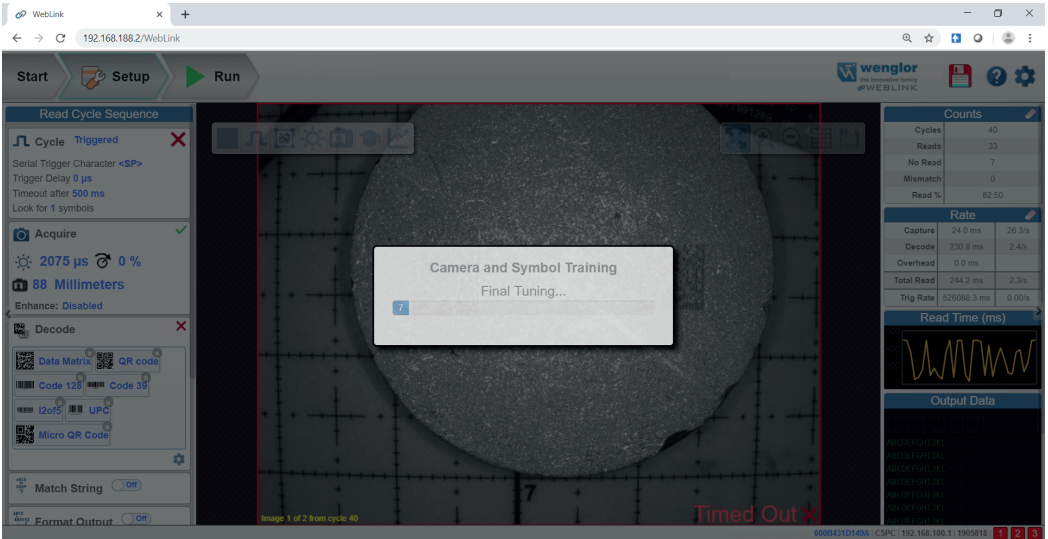 WebLink
192.168.188.2/WebLink
Start
Setup
Run
wenglor
the innovative family
WEBLINK
Read Cycle Sequence
Cycle Triggered
Serial Trigger Character <SP>
Trigger Delay 0 µs
Timeout after 500 ms
Look for 1 symbols
Acquire
2075 µs 0 %
88 Millimeters
Enhance: Disabled
Decode
Data Matrix QR code
Code 128 Code 39
I2of5 UPC
Micro QR Code
Match String Off
Format Output Off
Camera and Symbol Training
Final Tuning...
7
7
Image 1 of 2 from cycle 40
Timed Out
Counts
Cycles 40
Reads 33
No Read 7
Mismatch 0
Read % 82.50
Rate
Capture 24.0 ms 26.3/s
Decode 230.8 ms 2.4/s
Overhead 0.0 ms
Total Read 244.2 ms 2.3/s
Trig Rate 526088.3 ms 0.00/s
Read Time (ms)
Output Data
ABCDEFGHIJKL
ABCDEFGHIJKL
ABCDEFGHIJKL
ABCDEFGHIJKL
ABCDEFGHIJKL
ABCDEFGHIJKL
ABCDEFGHIJKL
000B431D149A | C5PC | 192.168.100.1 | 1905818 | 1 2 3